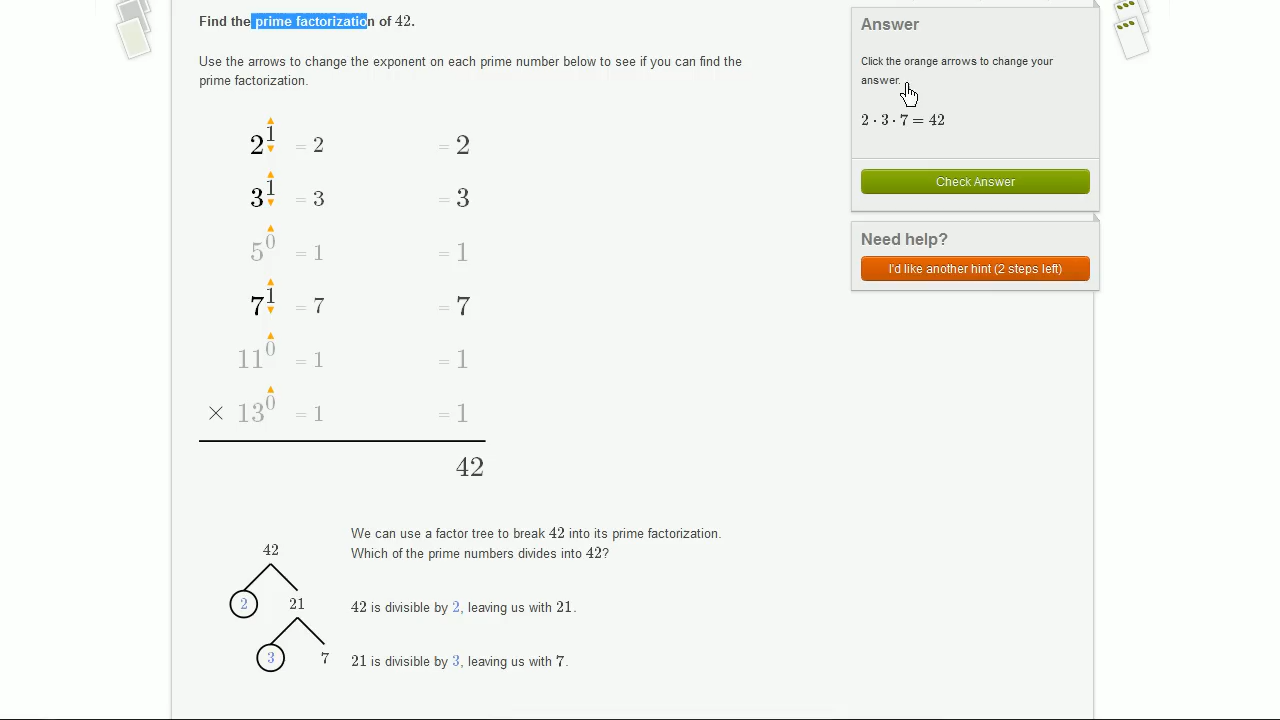 Find the prime factorization of 42.
Use the arrows to change the exponent on each prime number below to see if you can find the
prime factorization.
2^1 = 2 = 2
3^1 = 3 = 3
5^0 = 1 = 1
7^1 = 7 = 7
11^0 = 1 = 1
× 13^0 = 1 = 1
42
We can use a factor tree to break 42 into its prime factorization.
Which of the prime numbers divides into 42?
42
2 21
42 is divisible by 2, leaving us with 21.
3 7
21 is divisible by 3, leaving us with 7.
Answer
Click the orange arrows to change your
answer.
2 · 3 · 7 = 42
Check Answer
Need help?
I'd like another hint (2 steps left)